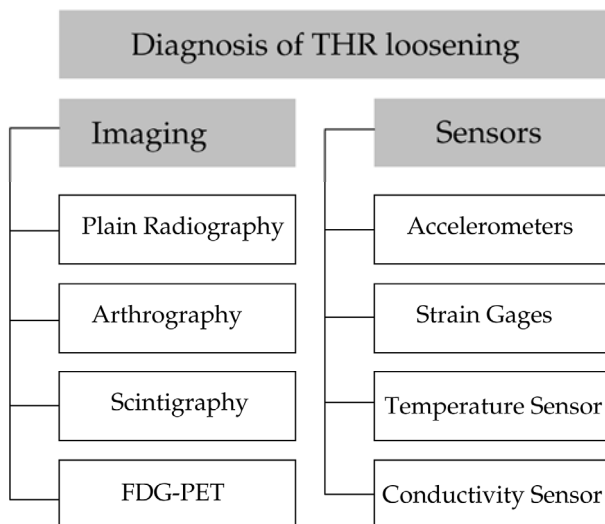 Diagnosis of THR loosening
Imaging
Plain Radiography
Arthrography
Scintigraphy
FDG-PET
Sensors
Accelerometers
Strain Gages
Temperature Sensor
Conductivity Sensor